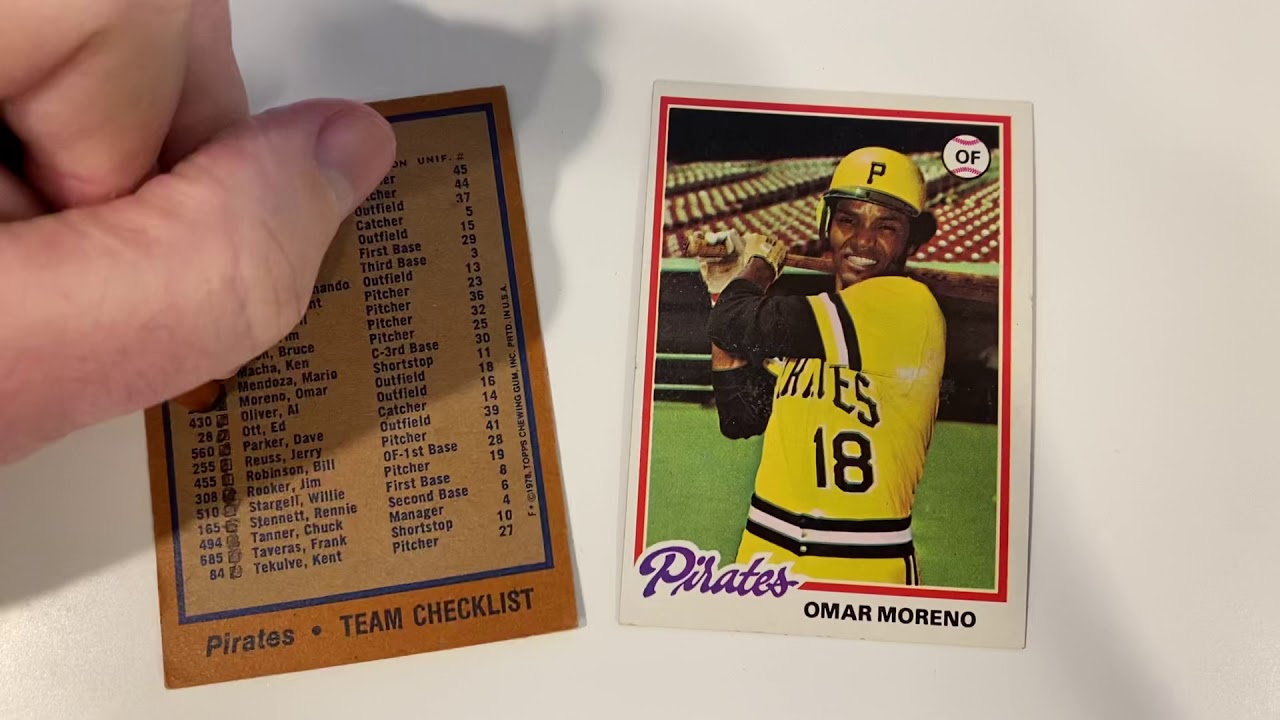 ON UNIF. #
er 45
cher 44
Outfield 37
Catcher 5
Outfield 15
First Base 29
Third Base 3
nando Outfield 13
nt Pitcher 23
Pitcher 36
im Pitcher 32
on, Bruce Pitcher 25
Macha, Ken C-3rd Base 30
Mendoza, Mario Shortstop 11
Moreno, Omar Outfield 18
430 Oliver, Al Outfield 16
28 Ott, Ed Catcher 14
560 Parker, Dave Outfield 39
255 Reuss, Jerry Pitcher 41
455 Robinson, Bill OF-1st Base 28
308 Rooker, Jim Pitcher 19
510 Stargell, Willie First Base 8
165 Stennett, Rennie Second Base 6
494 Tanner, Chuck Manager 4
685 Taveras, Frank Shortstop 10
84 Tekulve, Kent Pitcher 27
F* ©1978, TOPPS CHEWING GUM, INC. PRTD. IN U.S.A.
Pirates • TEAM CHECKLIST
OF
P
18
Pirates
OMAR MORENO